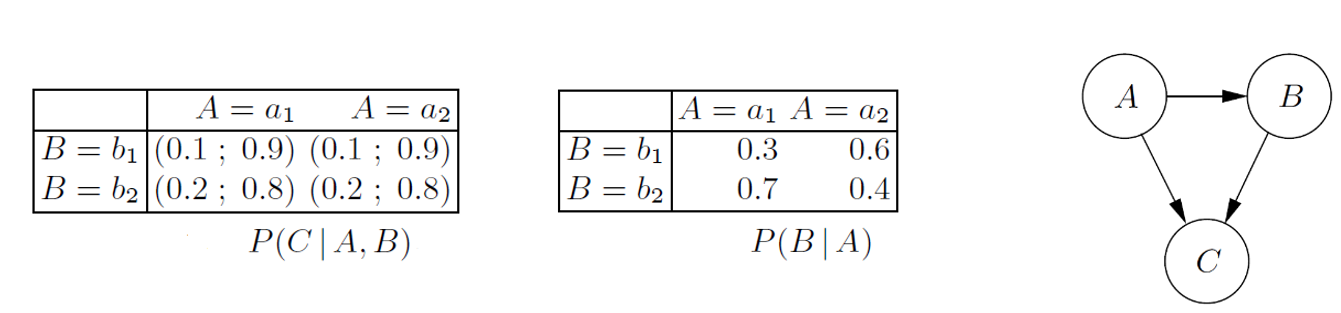 A = a₁ A = a₂
B = b₁ (0.1 ; 0.9) (0.1 ; 0.9)
B = b₂ (0.2 ; 0.8) (0.2 ; 0.8)
P(C | A, B)
A = a₁ A = a₂
B = b₁ 0.3 0.6
B = b₂ 0.7 0.4
P(B | A)
A B
C